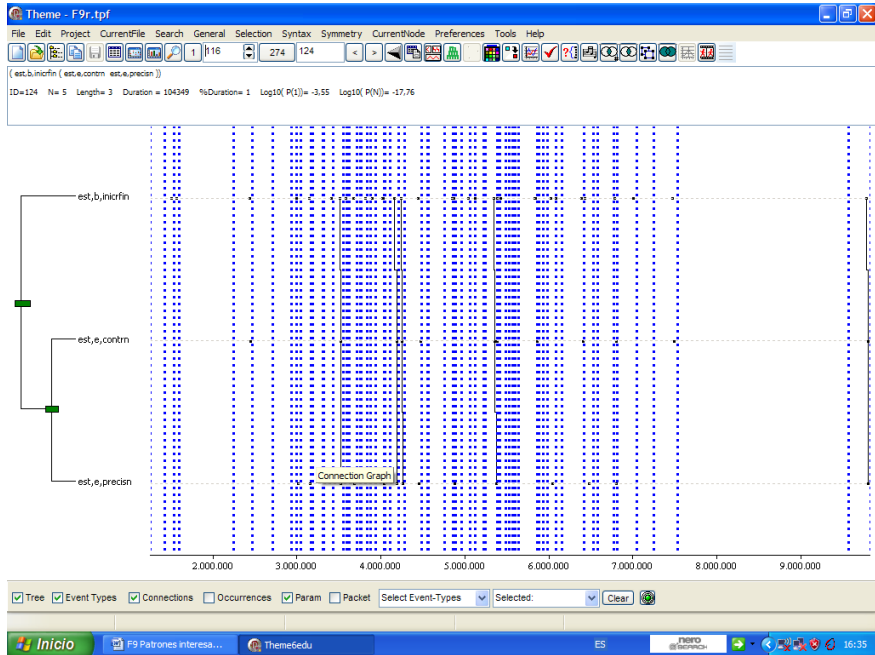 Theme - F9r.tpf
File Edit Project CurrentFile Search General Selection Syntax Symmetry CurrentNode Preferences Tools Help
1 116 274 124 < >
( est,b,inicrfin ( est,e,contrn est,e,precisn ))
ID=124 N= 5 Length= 3 Duration = 104349 %Duration= 1 Log10( P(1))= -3,55 Log10( P(N))= -17,76
est,b,inicrfin
est,e,contrn
Connection Graph
est,e,precisn
2.000.000 3.000.000 4.000.000 5.000.000 6.000.000 7.000.000 8.000.000 9.000.000
Tree Event Types Connections Occurrences Param Packet Select Event-Types Selected: Clear
Inicio F9 Patrones interesa... Theme6edu ES nero SEARCH 16:35